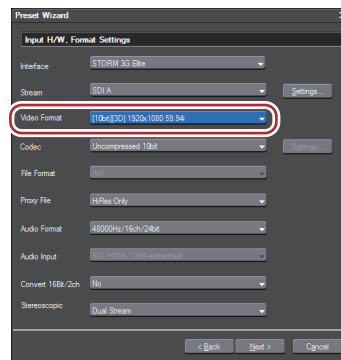 Preset Wizard
Input H/W, Format Settings
Interface STORM 3G Elite
Stream SDI A Settings...
Video Format [10bit][3D] 1920x1080 59.94i
Codec Uncompressed 10bit Settings
File Format AVI
Proxy File HiRes Only
Audio Format 48000Hz/16ch/24bit
Audio Input SDI/HDMI/1394 embedded
Convert 16Bit/2ch No
Stereoscopic Dual Stream
< Back Next > Cancel